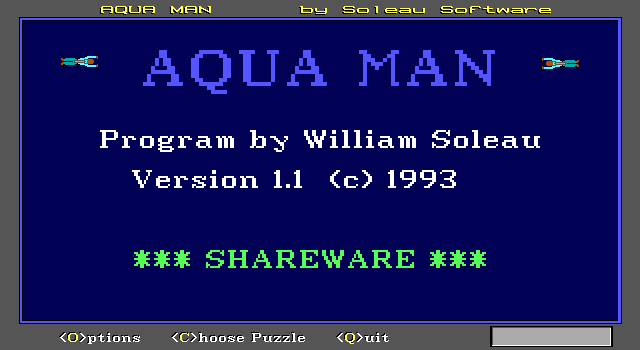 AQUA MAN by Soleau Software
AQUA MAN
Program by William Soleau
Version 1.1 (c) 1993
*** SHAREWARE ***
<O>ptions <C>hoose Puzzle <Q>uit